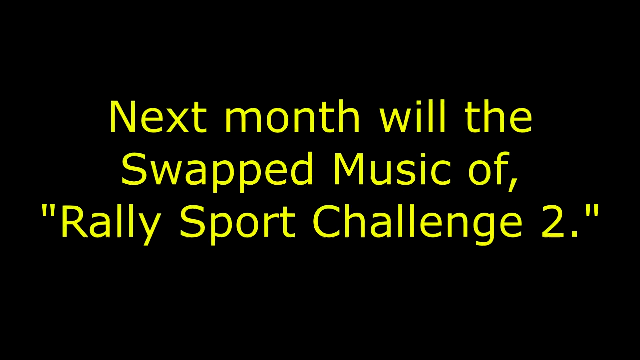 Next month will the
Swapped Music of,
"Rally Sport Challenge 2."